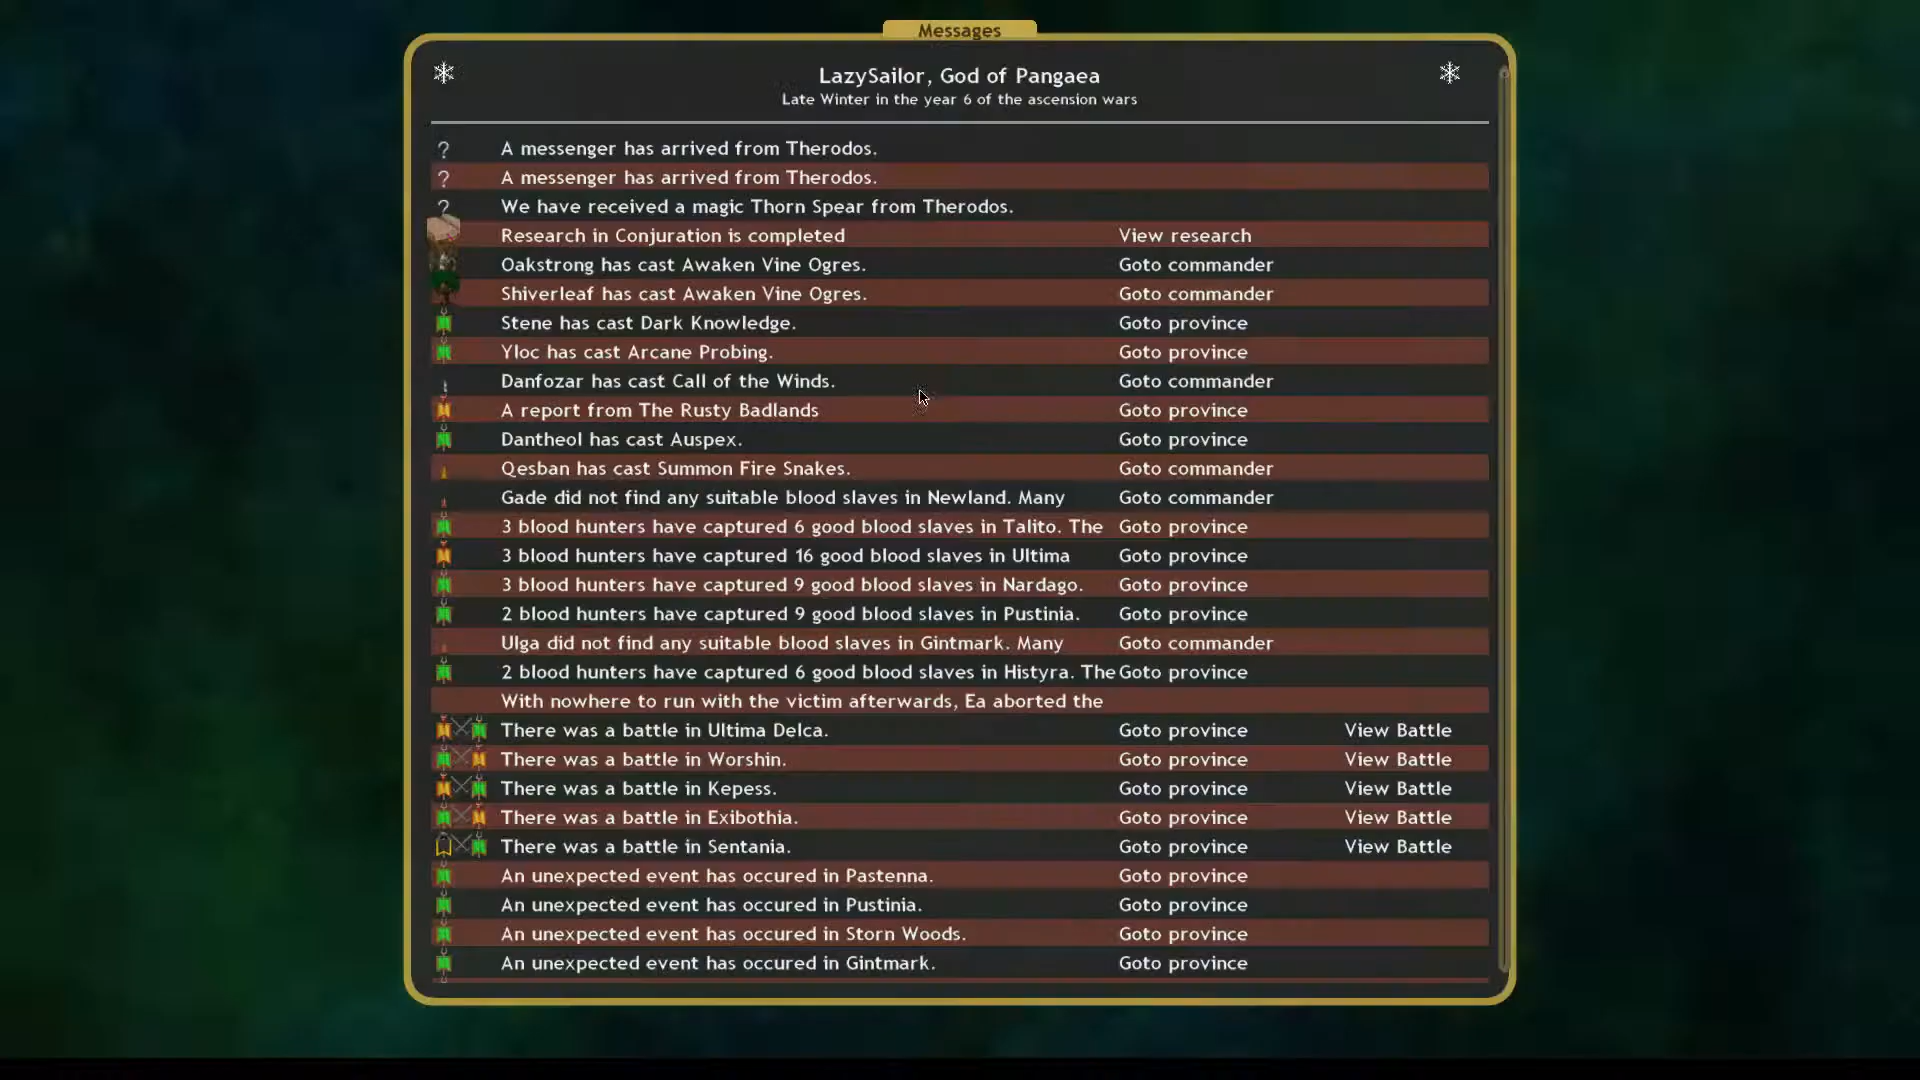 Messages
LazySailor, God of Pangaea
Late Winter in the year 6 of the ascension wars
? A messenger has arrived from Therodos.
? A messenger has arrived from Therodos.
? We have received a magic Thorn Spear from Therodos.
Research in Conjuration is completed View research
Oakstrong has cast Awaken Vine Ogres. Goto commander
Shiverleaf has cast Awaken Vine Ogres. Goto commander
Stene has cast Dark Knowledge. Goto province
Yloc has cast Arcane Probing. Goto province
Danfozar has cast Call of the Winds. Goto commander
A report from The Rusty Badlands Goto province
Dantheol has cast Auspex. Goto province
Qesban has cast Summon Fire Snakes. Goto commander
Gade did not find any suitable blood slaves in Newland. Many Goto commander
3 blood hunters have captured 6 good blood slaves in Talito. The Goto province
3 blood hunters have captured 16 good blood slaves in Ultima Goto province
3 blood hunters have captured 9 good blood slaves in Nardago. Goto province
2 blood hunters have captured 9 good blood slaves in Pustinia. Goto province
Ulga did not find any suitable blood slaves in Gintmark. Many Goto commander
2 blood hunters have captured 6 good blood slaves in Histyra. The Goto province
With nowhere to run with the victim afterwards, Ea aborted the
There was a battle in Ultima Delca. Goto province View Battle
There was a battle in Worshin. Goto province View Battle
There was a battle in Kepess. Goto province View Battle
There was a battle in Exibothia. Goto province View Battle
There was a battle in Sentania. Goto province View Battle
An unexpected event has occured in Pastenna. Goto province
An unexpected event has occured in Pustinia. Goto province
An unexpected event has occured in Storn Woods. Goto province
An unexpected event has occured in Gintmark. Goto province